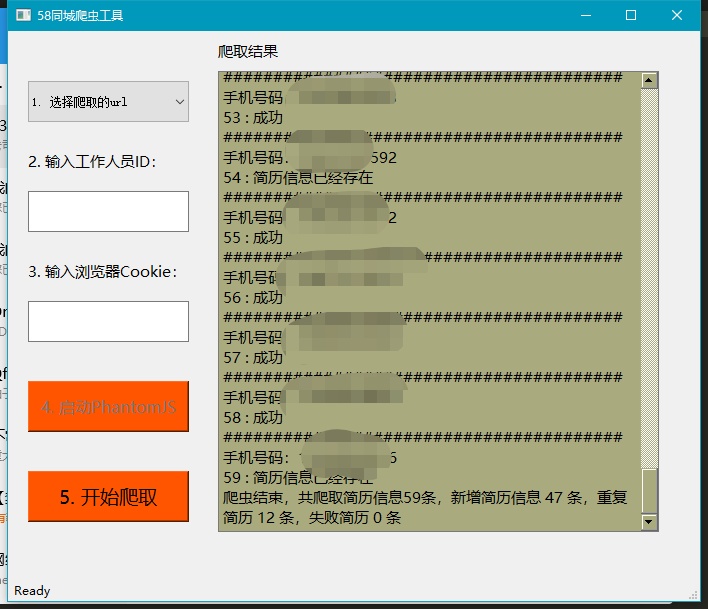 58同城爬虫工具
爬取结果
1. 选择爬取的url
2. 输入工作人员ID:
3. 输入浏览器Cookie:
4. 启动PhantomJS
5. 开始爬取
手机号码
53 : 成功
手机号码: 592
54 : 简历信息已经存在
手机号码 2
55 : 成功
手机号码
56 : 成功
手机号码
57 : 成功
手机号码
58 : 成功
手机号码: 6
59 : 简历信息已经存在
爬虫结束，共爬取简历信息59条，新增简历信息 47 条，重复
简历 12 条，失败简历 0 条
Ready